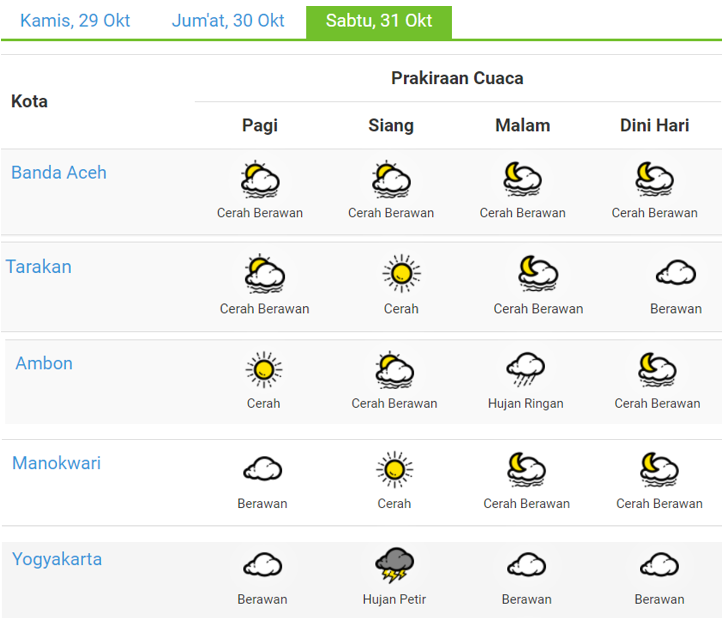 Kamis, 29 Okt Jum'at, 30 Okt Sabtu, 31 Okt
Kota Prakiraan Cuaca
Pagi Siang Malam Dini Hari
Banda Aceh
Cerah Berawan Cerah Berawan Cerah Berawan Cerah Berawan
Tarakan
Cerah Berawan Cerah Cerah Berawan Berawan
Ambon
Cerah Cerah Berawan Hujan Ringan Cerah Berawan
Manokwari
Berawan Cerah Cerah Berawan Cerah Berawan
Yogyakarta
Berawan Hujan Petir Berawan Berawan